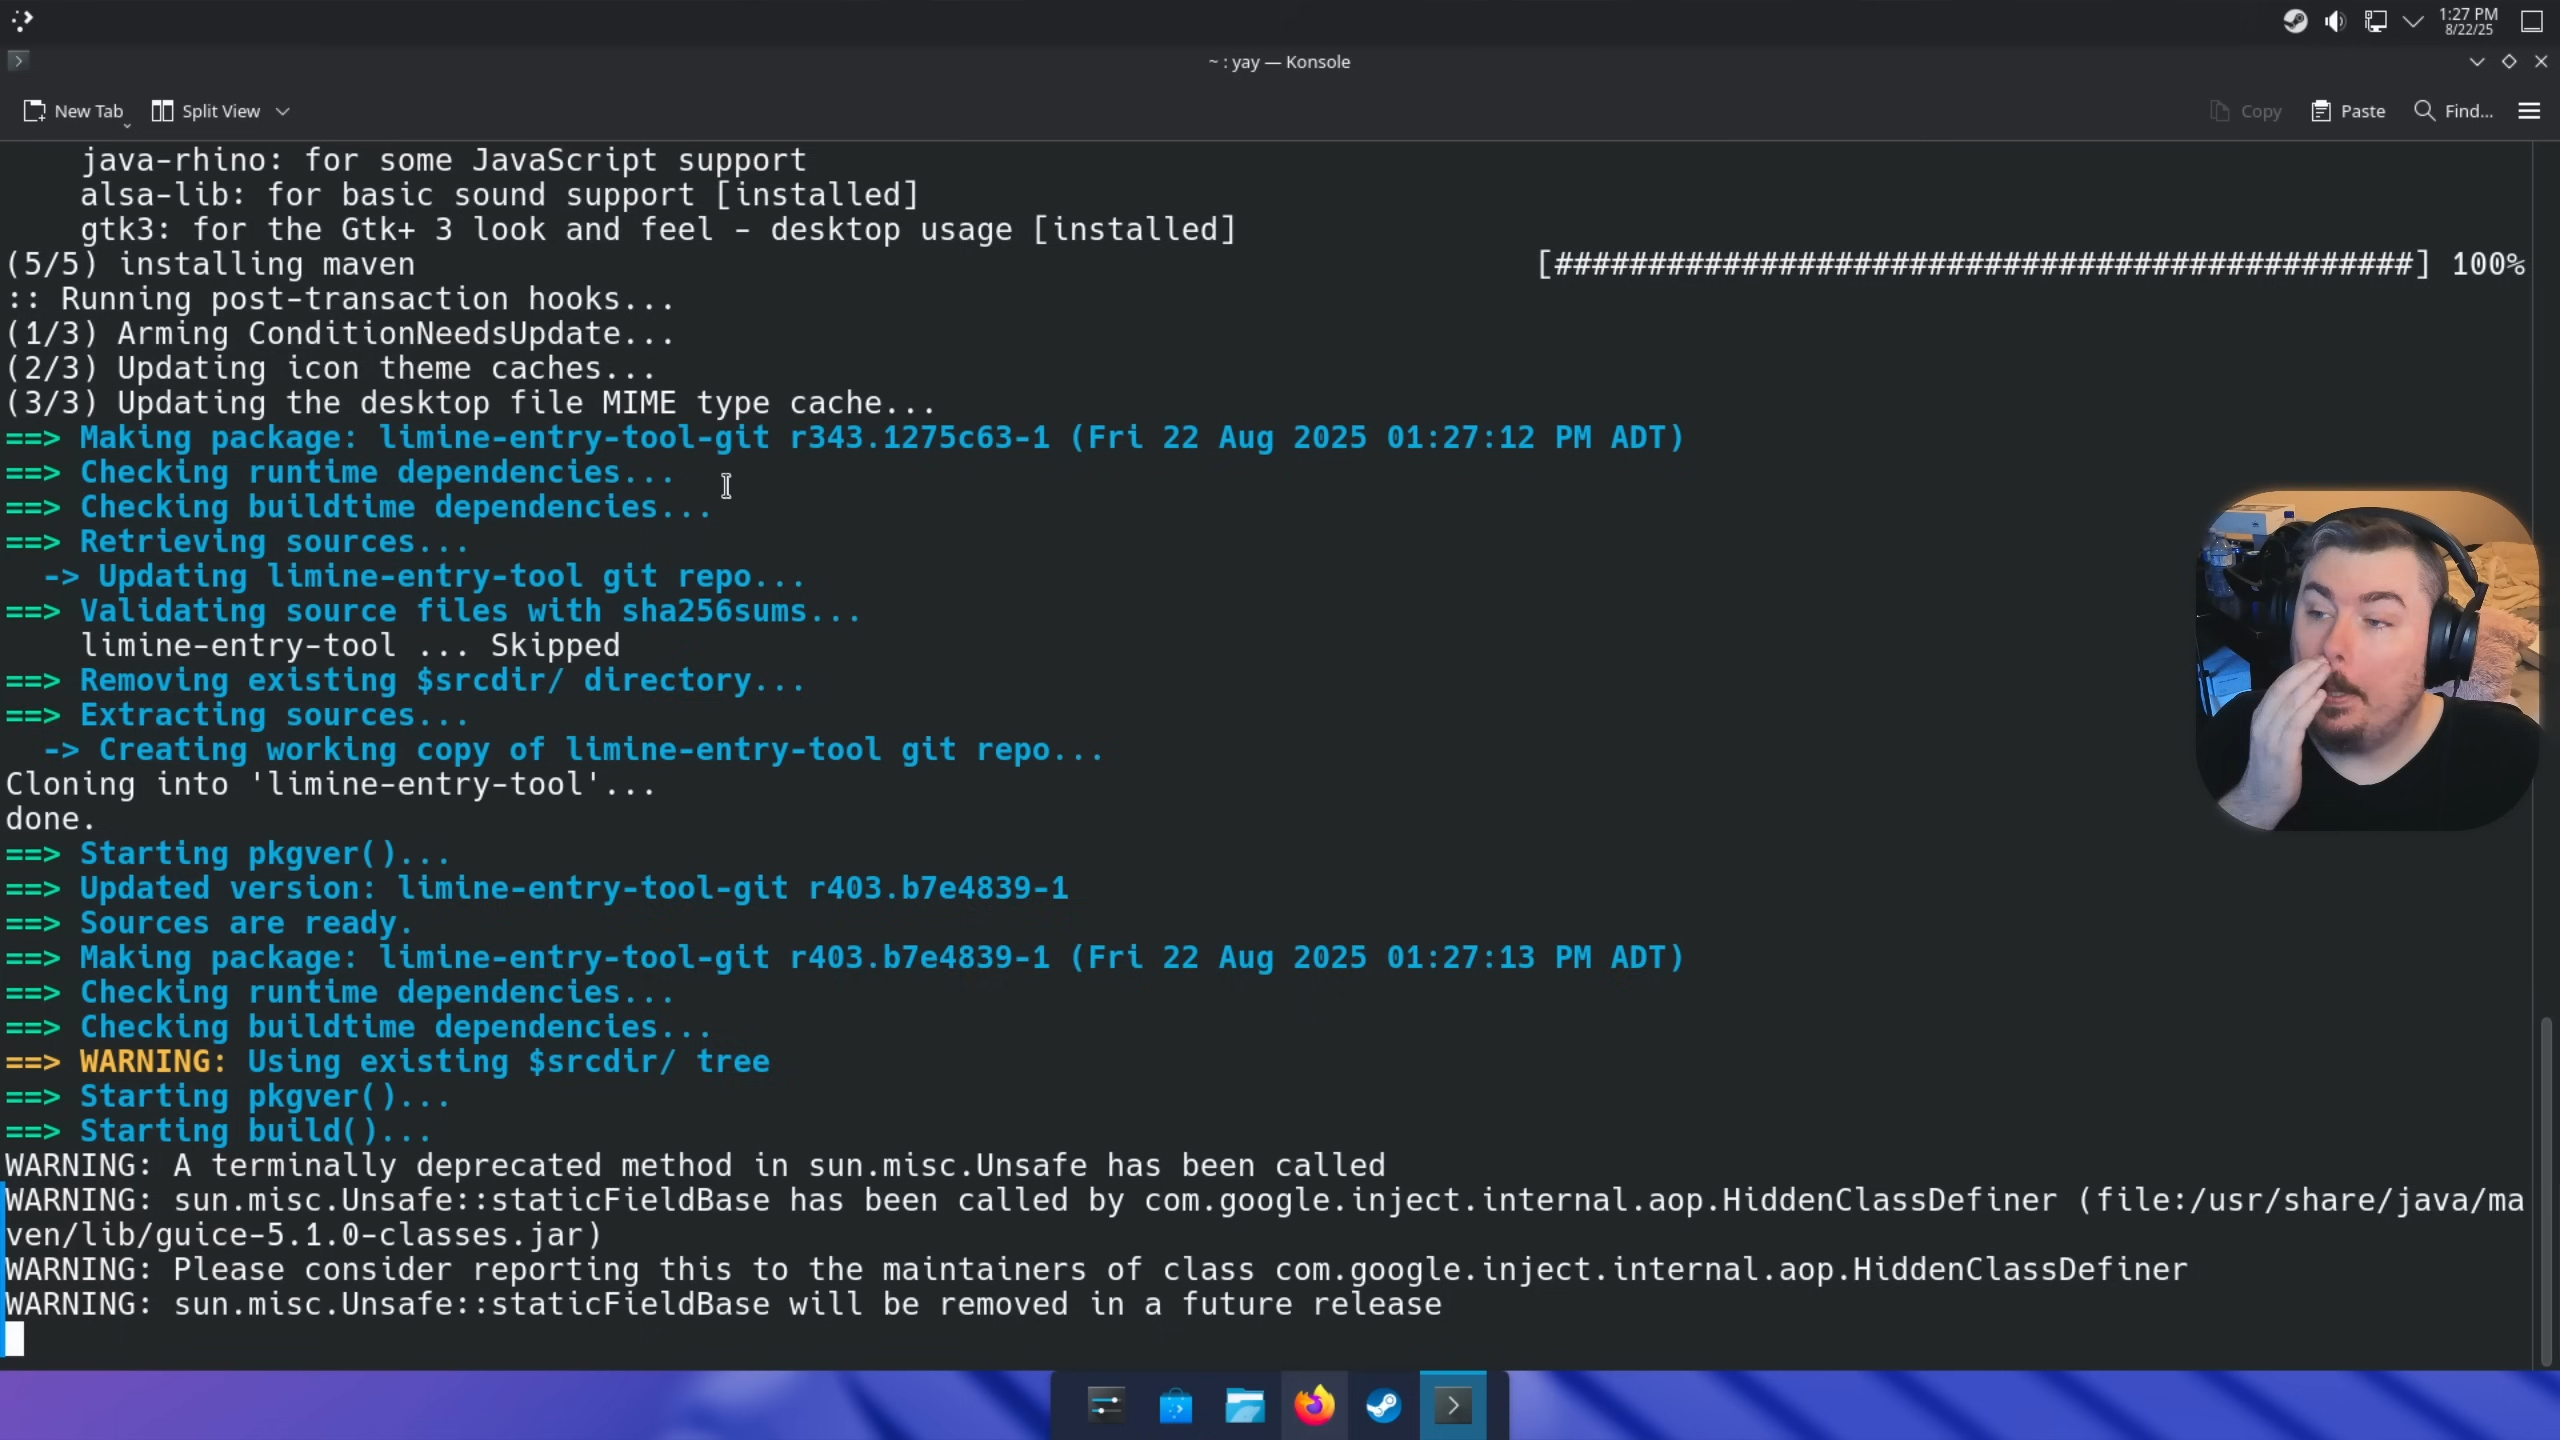 1:27 PM
8/22/25
~ : yay — Konsole
New Tab
Split View
Copy
Paste
Find...
java-rhino: for some JavaScript support
alsa-lib: for basic sound support [installed]
gtk3: for the Gtk+ 3 look and feel - desktop usage [installed]
(5/5) installing maven [##############################################] 100%
:: Running post-transaction hooks...
(1/3) Arming ConditionNeedsUpdate...
(2/3) Updating icon theme caches...
(3/3) Updating the desktop file MIME type cache...
==> Making package: limine-entry-tool-git r343.1275c63-1 (Fri 22 Aug 2025 01:27:12 PM ADT)
==> Checking runtime dependencies...
==> Checking buildtime dependencies...
==> Retrieving sources...
-> Updating limine-entry-tool git repo...
==> Validating source files with sha256sums...
limine-entry-tool ... Skipped
==> Removing existing $srcdir/ directory...
==> Extracting sources...
-> Creating working copy of limine-entry-tool git repo...
Cloning into 'limine-entry-tool'...
done.
==> Starting pkgver()...
==> Updated version: limine-entry-tool-git r403.b7e4839-1
==> Sources are ready.
==> Making package: limine-entry-tool-git r403.b7e4839-1 (Fri 22 Aug 2025 01:27:13 PM ADT)
==> Checking runtime dependencies...
==> Checking buildtime dependencies...
==> WARNING: Using existing $srcdir/ tree
==> Starting pkgver()...
==> Starting build()...
WARNING: A terminally deprecated method in sun.misc.Unsafe has been called
WARNING: sun.misc.Unsafe::staticFieldBase has been called by com.google.inject.internal.aop.HiddenClassDefiner (file:/usr/share/java/ma
ven/lib/guice-5.1.0-classes.jar)
WARNING: Please consider reporting this to the maintainers of class com.google.inject.internal.aop.HiddenClassDefiner
WARNING: sun.misc.Unsafe::staticFieldBase will be removed in a future release